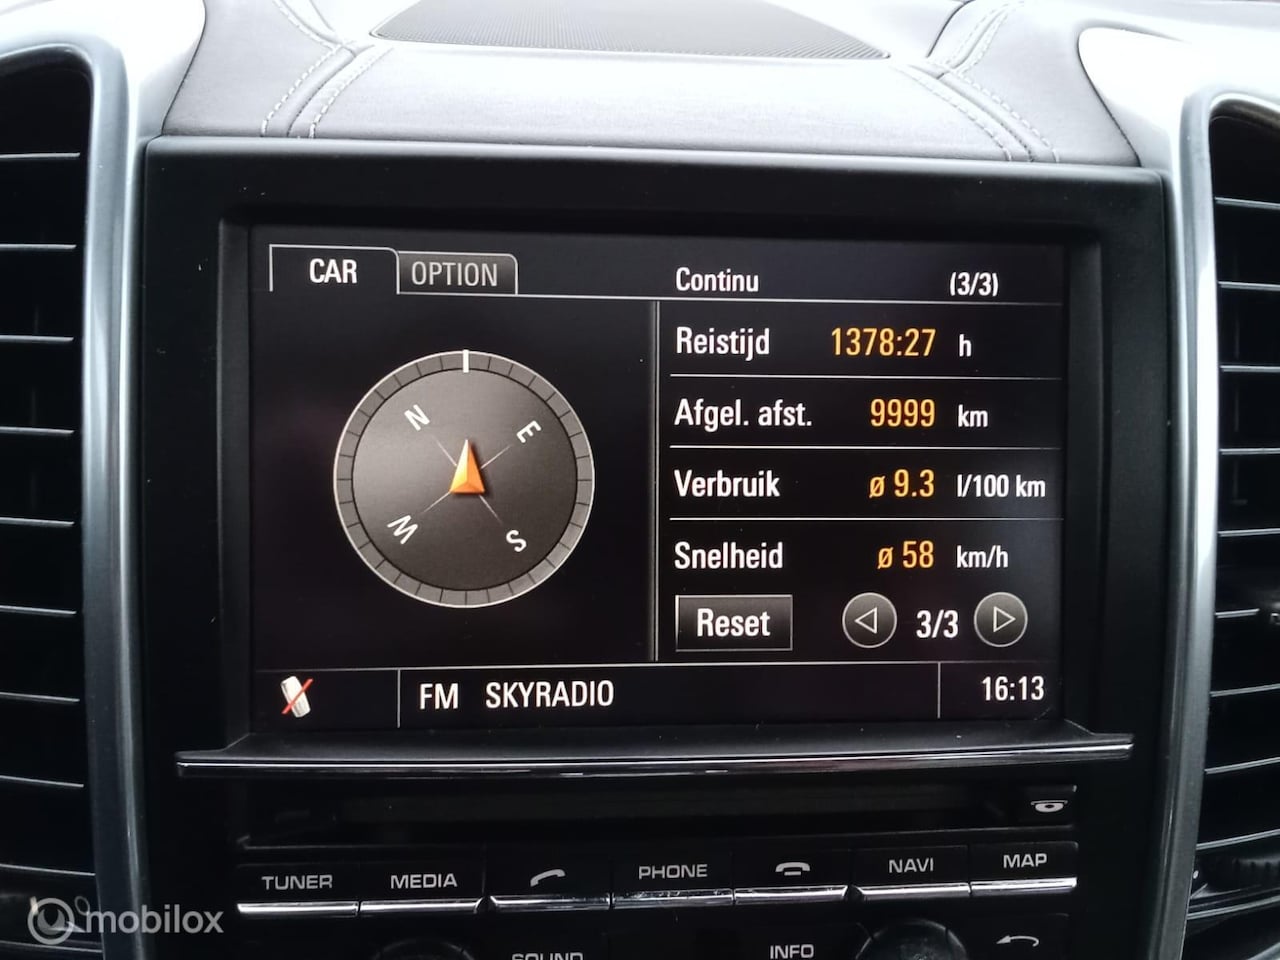 CAR
OPTION
Continu (3/3)
Reistijd 1378:27 h
Afgel. afst. 9999 km
Verbruik ø 9.3 l/100 km
Snelheid ø 58 km/h
Reset 3/3
N
E
W
S
FM SKYRADIO
16:13
TUNER
MEDIA
PHONE
NAVI
MAP
SOUND
INFO
mobilox